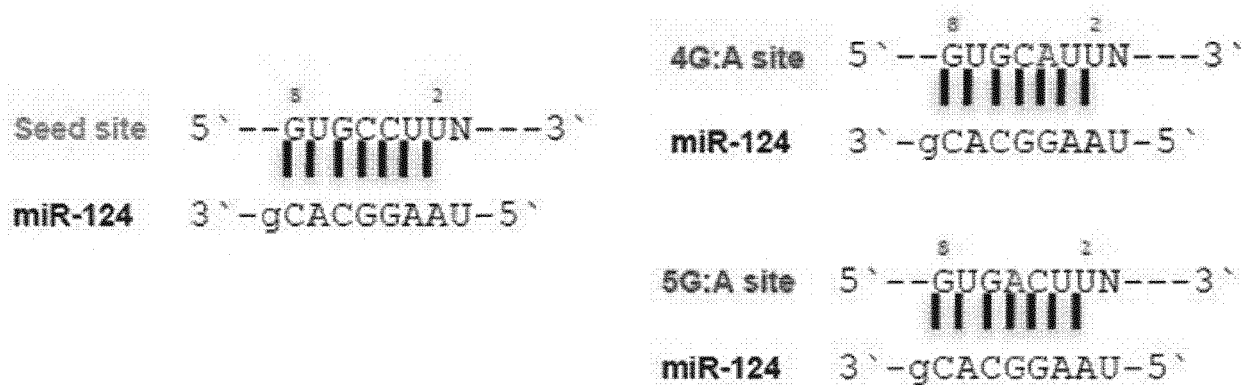 8 2
Seed site 5`--GUGCCUUN---3`
miR-124 3`-gCACGGAAU-5`
8 2
4G:A site 5`--GUGCAUUN---3`
miR-124 3`-gCACGGAAU-5`
8 2
5G:A site 5`--GUGACUUN---3`
miR-124 3`-gCACGGAAU-5`